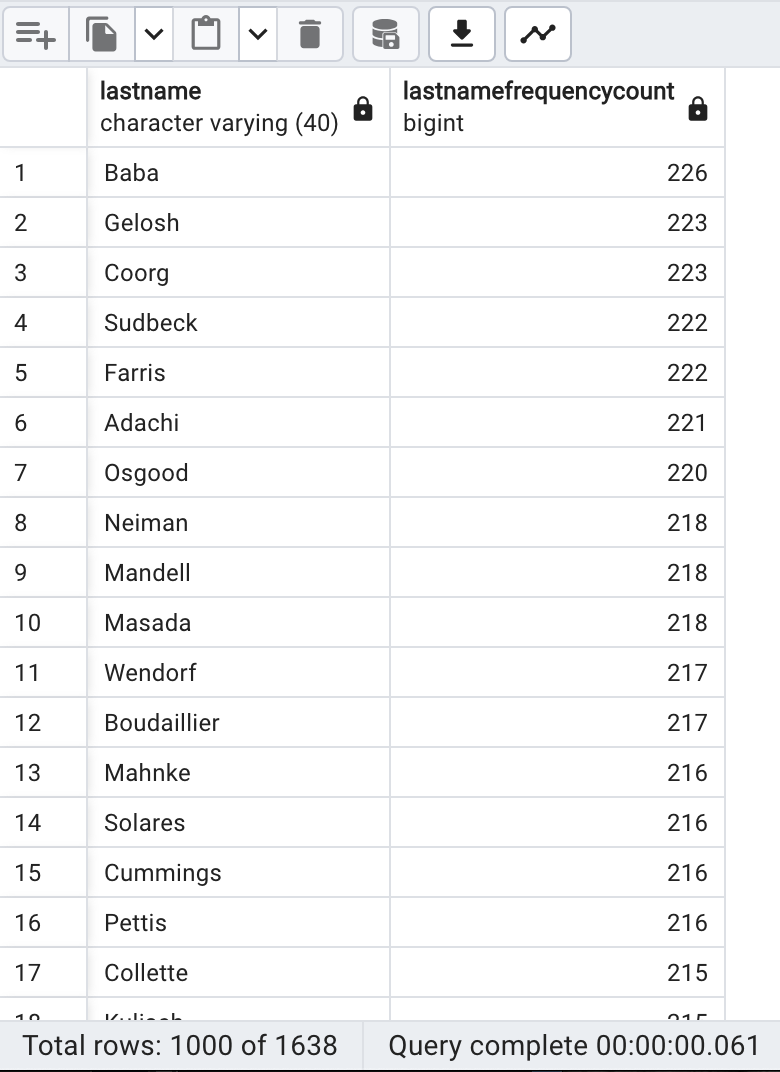 lastname lastnamefrequencycount
character varying (40) bigint
1 Baba 226
2 Gelosh 223
3 Coorg 223
4 Sudbeck 222
5 Farris 222
6 Adachi 221
7 Osgood 220
8 Neiman 218
9 Mandell 218
10 Masada 218
11 Wendorf 217
12 Boudaillier 217
13 Mahnke 216
14 Solares 216
15 Cummings 216
16 Pettis 216
17 Collette 215
18 215
Total rows: 1000 of 1638 Query complete 00:00:00.061